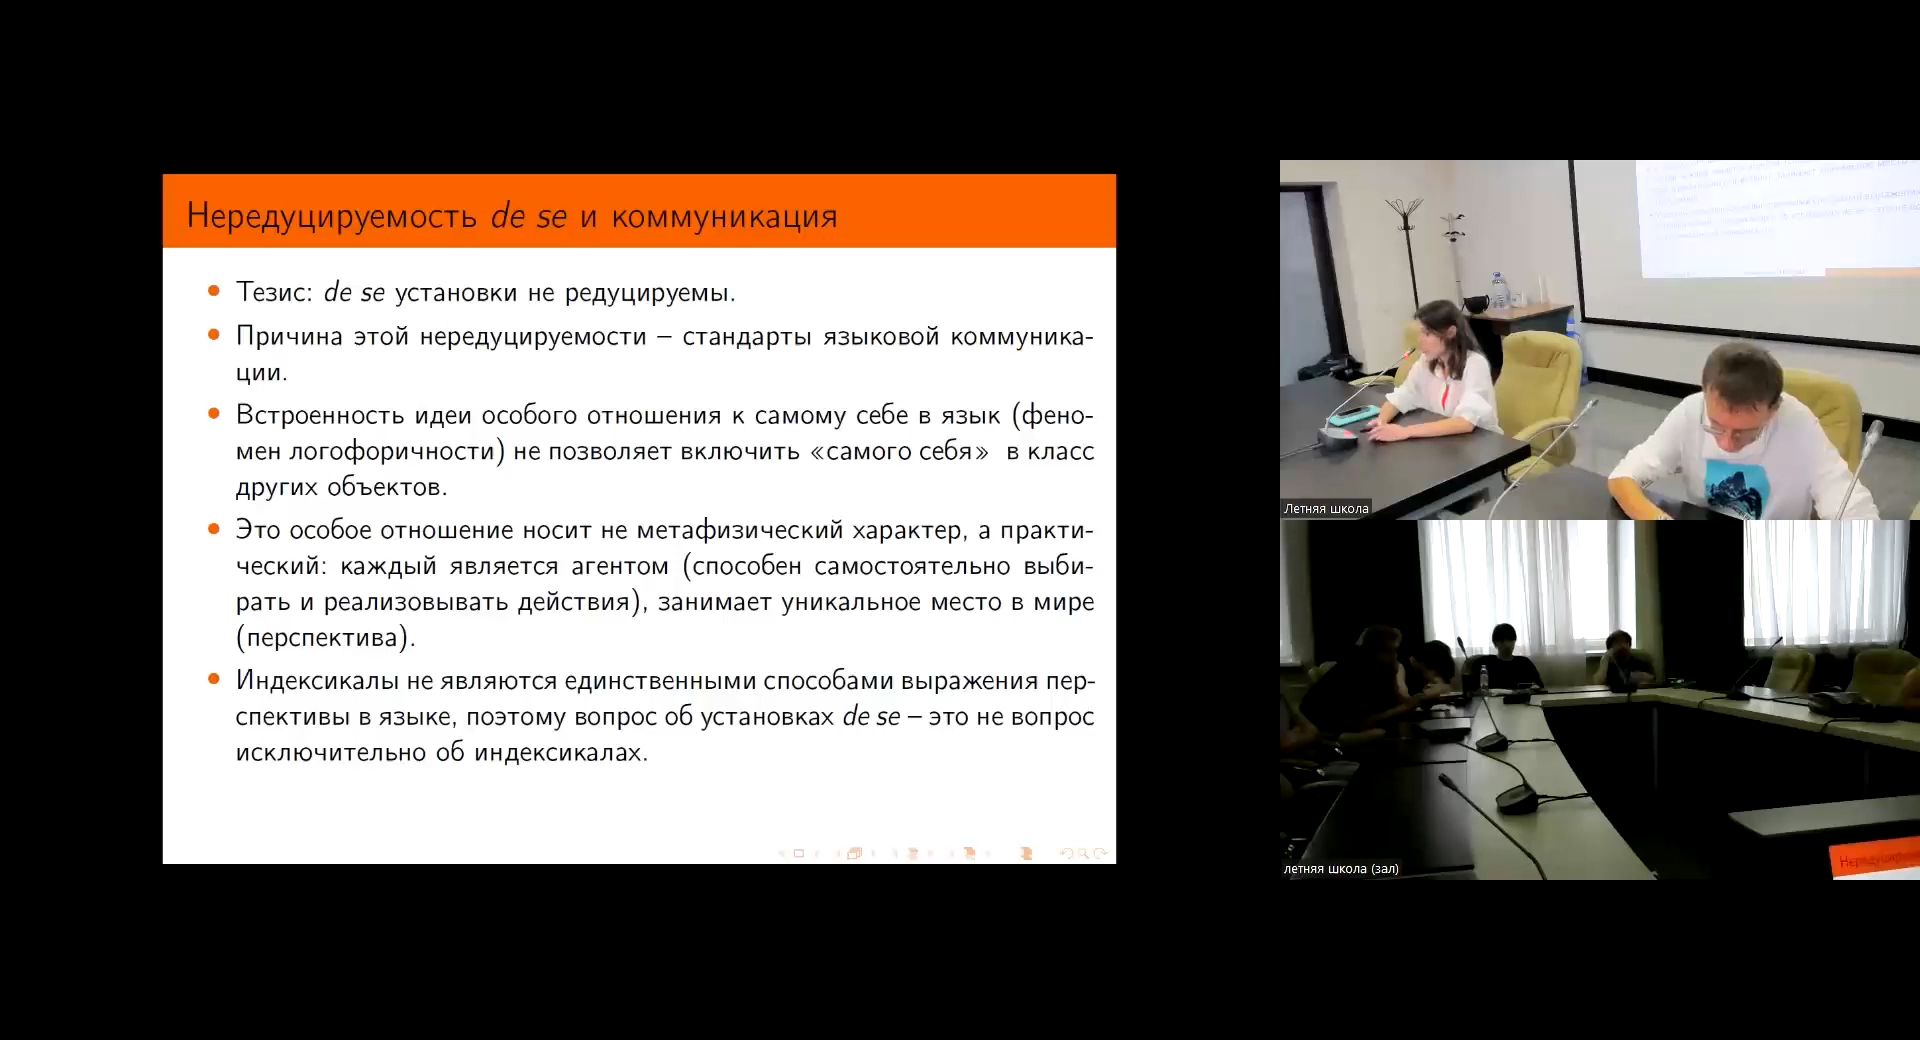 Нередуцируемость de se и коммуникация
Тезис: de se установки не редуцируемы.
Причина этой нередуцируемости – стандарты языковой коммуника-
ции.
Встроенность идеи особого отношения к самому себе в язык (фено-
мен логофоричности) не позволяет включить «самого себя» в класс
других объектов.
Это особое отношение носит не метафизический характер, а практи-
ческий: каждый является агентом (способен самостоятельно выби-
рать и реализовывать действия), занимает уникальное место в мире
(перспектива).
Индексикалы не являются единственными способами выражения пер-
спективы в языке, поэтому вопрос об установках de se – это не вопрос
исключительно об индексикалах.
Летняя школа
летняя школа (зал)